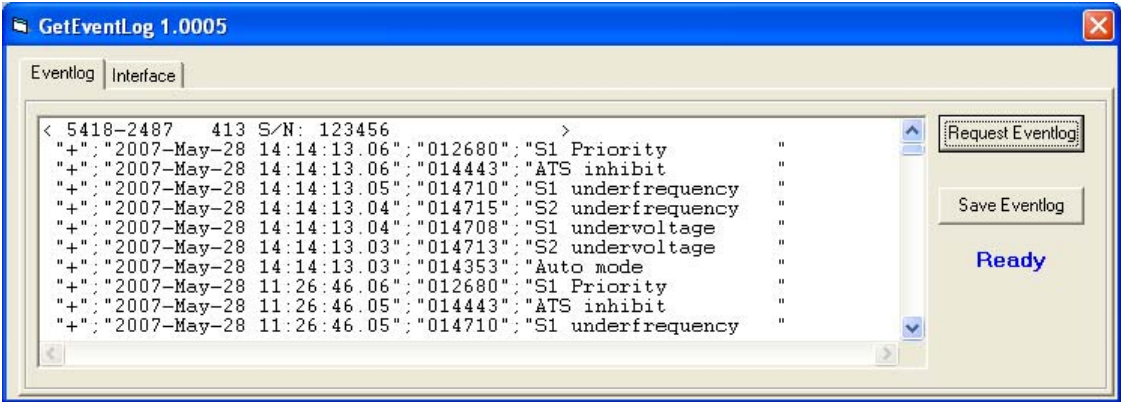 GetEventLog 1.0005
Eventlog Interface
< 5418-2487   413 S/N: 123456                  >
"+";"2007-May-28 14:14:13.06";"012680";"S1 Priority            "
"+";"2007-May-28 14:14:13.06";"014443";"ATS inhibit            "
"+";"2007-May-28 14:14:13.05";"014710";"S1 underfrequency      "
"+";"2007-May-28 14:14:13.04";"014715";"S2 underfrequency      "
"+";"2007-May-28 14:14:13.04";"014708";"S1 undervoltage        "
"+";"2007-May-28 14:14:13.03";"014713";"S2 undervoltage        "
"+";"2007-May-28 14:14:13.03";"014353";"Auto mode              "
"+";"2007-May-28 11:26:46.06";"012680";"S1 Priority            "
"+";"2007-May-28 11:26:46.05";"014443";"ATS inhibit            "
"+";"2007-May-28 11:26:46.05";"014710";"S1 underfrequency      "
Request Eventlog
Save Eventlog
Ready